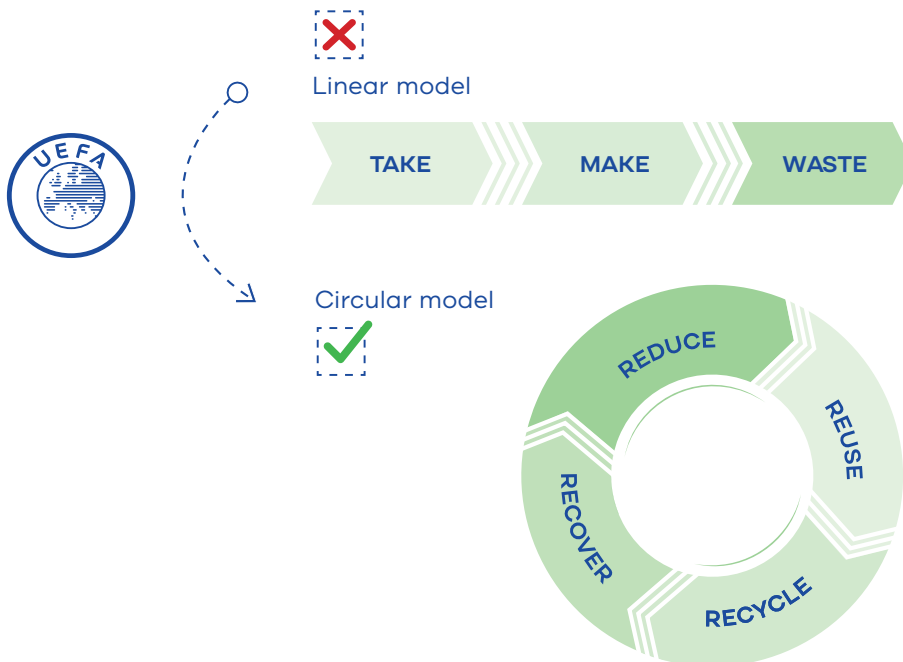 Linear model
UEFA
TAKE
MAKE
WASTE
Circular model
REDUCE
REUSE
RECOVER
RECYCLE